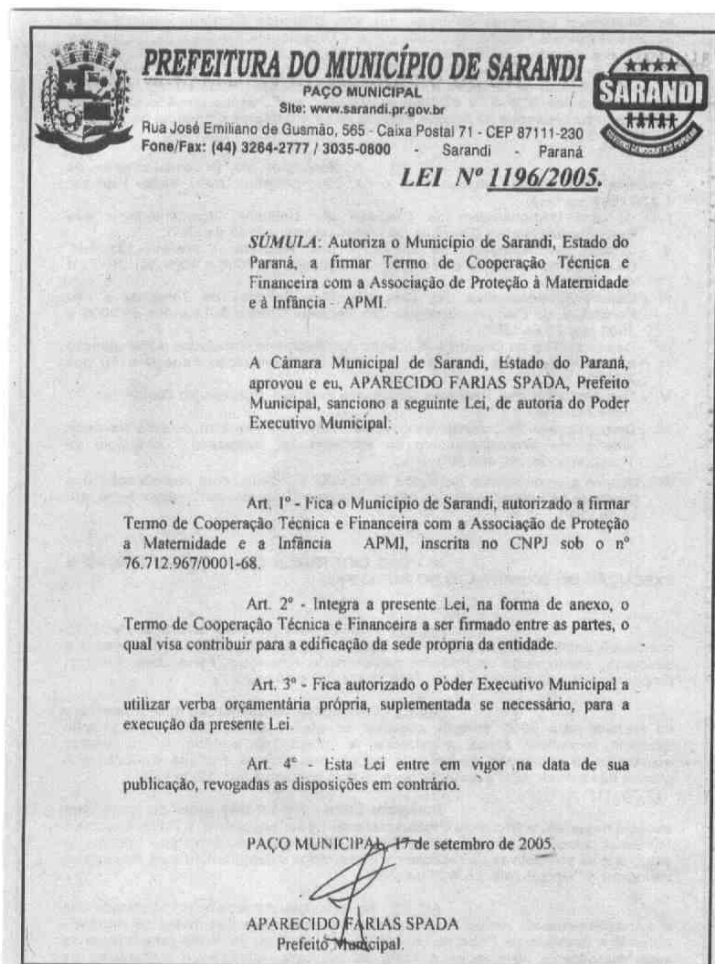 PREFEITURA DO MUNICÍPIO DE SARANDI
PAÇO MUNICIPAL
Site: www.sarandi.pr.gov.br
Rua José Emiliano de Gusmão, 565 - Caixa Postal 71 - CEP 87111-230
Fone/Fax: (44) 3264-2777 / 3035-0800 - Sarandi - Paraná
SARANDI
GOVERNO DEMOCRÁTICO POPULAR
LEI Nº 1196/2005.
SÚMULA: Autoriza o Município de Sarandi, Estado do
Paraná, a firmar Termo de Cooperação Técnica e
Financeira com a Associação de Proteção à Maternidade
e à Infância - APMI.
A Câmara Municipal de Sarandi, Estado do Paraná,
aprovou e eu, APARECIDO FARIAS SPADA, Prefeito
Municipal, sanciono a seguinte Lei, de autoria do Poder
Executivo Municipal:
Art. 1º - Fica o Município de Sarandi, autorizado a firmar
Termo de Cooperação Técnica e Financeira com a Associação de Proteção
a Maternidade e a Infância APMI, inscrita no CNPJ sob o nº
76.712.967/0001-68.
Art. 2º - Integra a presente Lei, na forma de anexo, o
Termo de Cooperação Técnica e Financeira a ser firmado entre as partes, o
qual visa contribuir para a edificação da sede própria da entidade.
Art. 3º - Fica autorizado o Poder Executivo Municipal a
utilizar verba orçamentária própria, suplementada se necessário, para a
execução da presente Lei.
Art. 4º - Esta Lei entre em vigor na data de sua
publicação, revogadas as disposições em contrário.
PAÇO MUNICIPAL, 17 de setembro de 2005.
APARECIDO FARIAS SPADA
Prefeito Municipal.